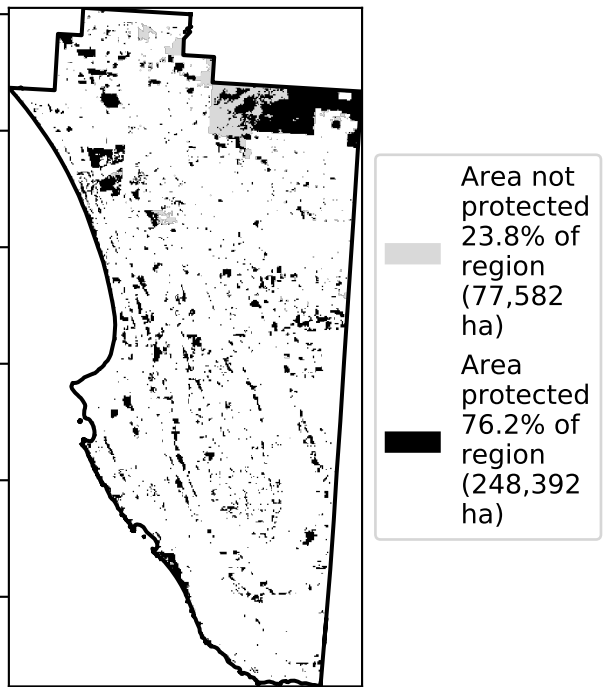 Area not
protected
23.8% of
region
(77,582
ha)
Area
protected
76.2% of
region
(248,392
ha)